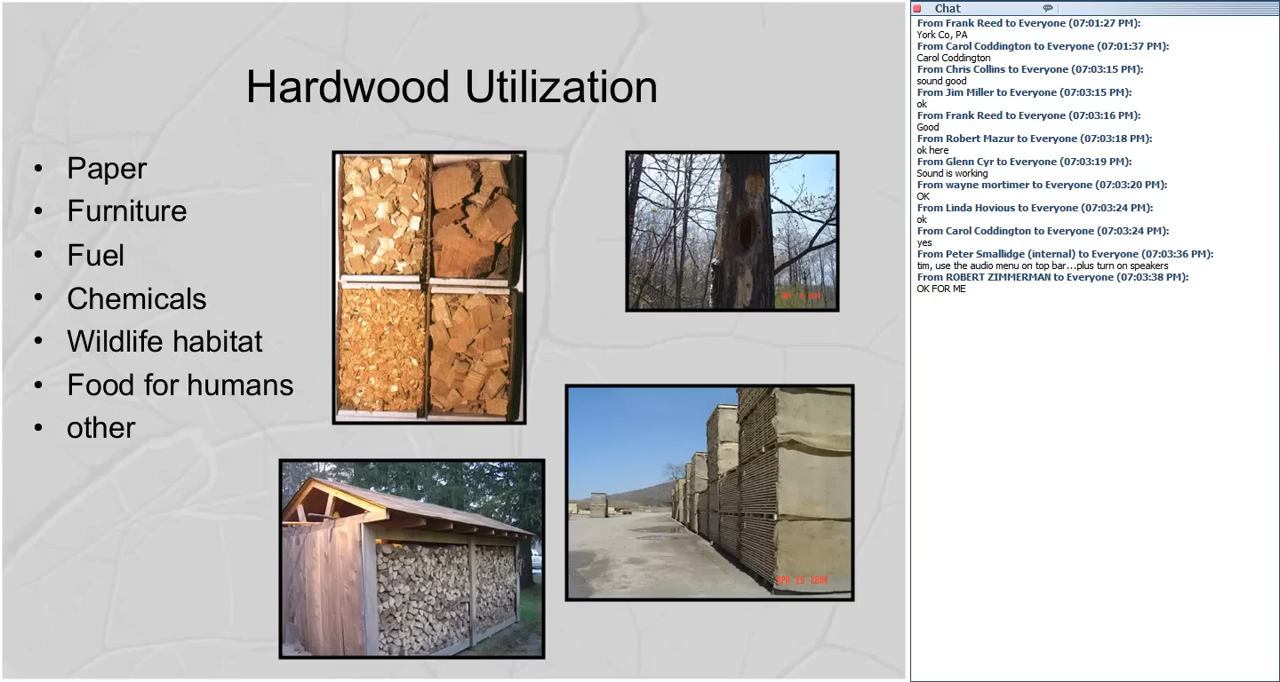 Hardwood Utilization
• Paper
• Furniture
• Fuel
• Chemicals
• Wildlife habitat
• Food for humans
• other
Chat
From Frank Reed to Everyone (07:01:27 PM):
York Co, PA
From Carol Coddington to Everyone (07:01:37 PM):
Carol Coddington
From Chris Collins to Everyone (07:03:15 PM):
sound good
From Jim Miller to Everyone (07:03:15 PM):
ok
From Frank Reed to Everyone (07:03:16 PM):
Good
From Robert Mazur to Everyone (07:03:18 PM):
ok here
From Glenn Cyr to Everyone (07:03:19 PM):
Sound is working
From wayne mortimer to Everyone (07:03:20 PM):
OK
From Linda Hovious to Everyone (07:03:24 PM):
ok
From Carol Coddington to Everyone (07:03:24 PM):
yes
From Peter Smallidge (internal) to Everyone (07:03:36 PM):
tim, use the audio menu on top bar...plus turn on speakers
From ROBERT ZIMMERMAN to Everyone (07:03:38 PM):
OK FOR ME